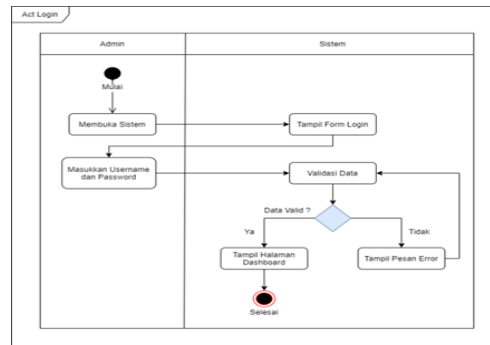 Act Login
Admin
Sistem
Mulai
Membuka Sistem
Tampil Form Login
Masukkan Username
dan Password
Validasi Data
Data Valid ?
Ya
Tidak
Tampil Halaman
Dashboard
Tampil Pesan Error
Selesai